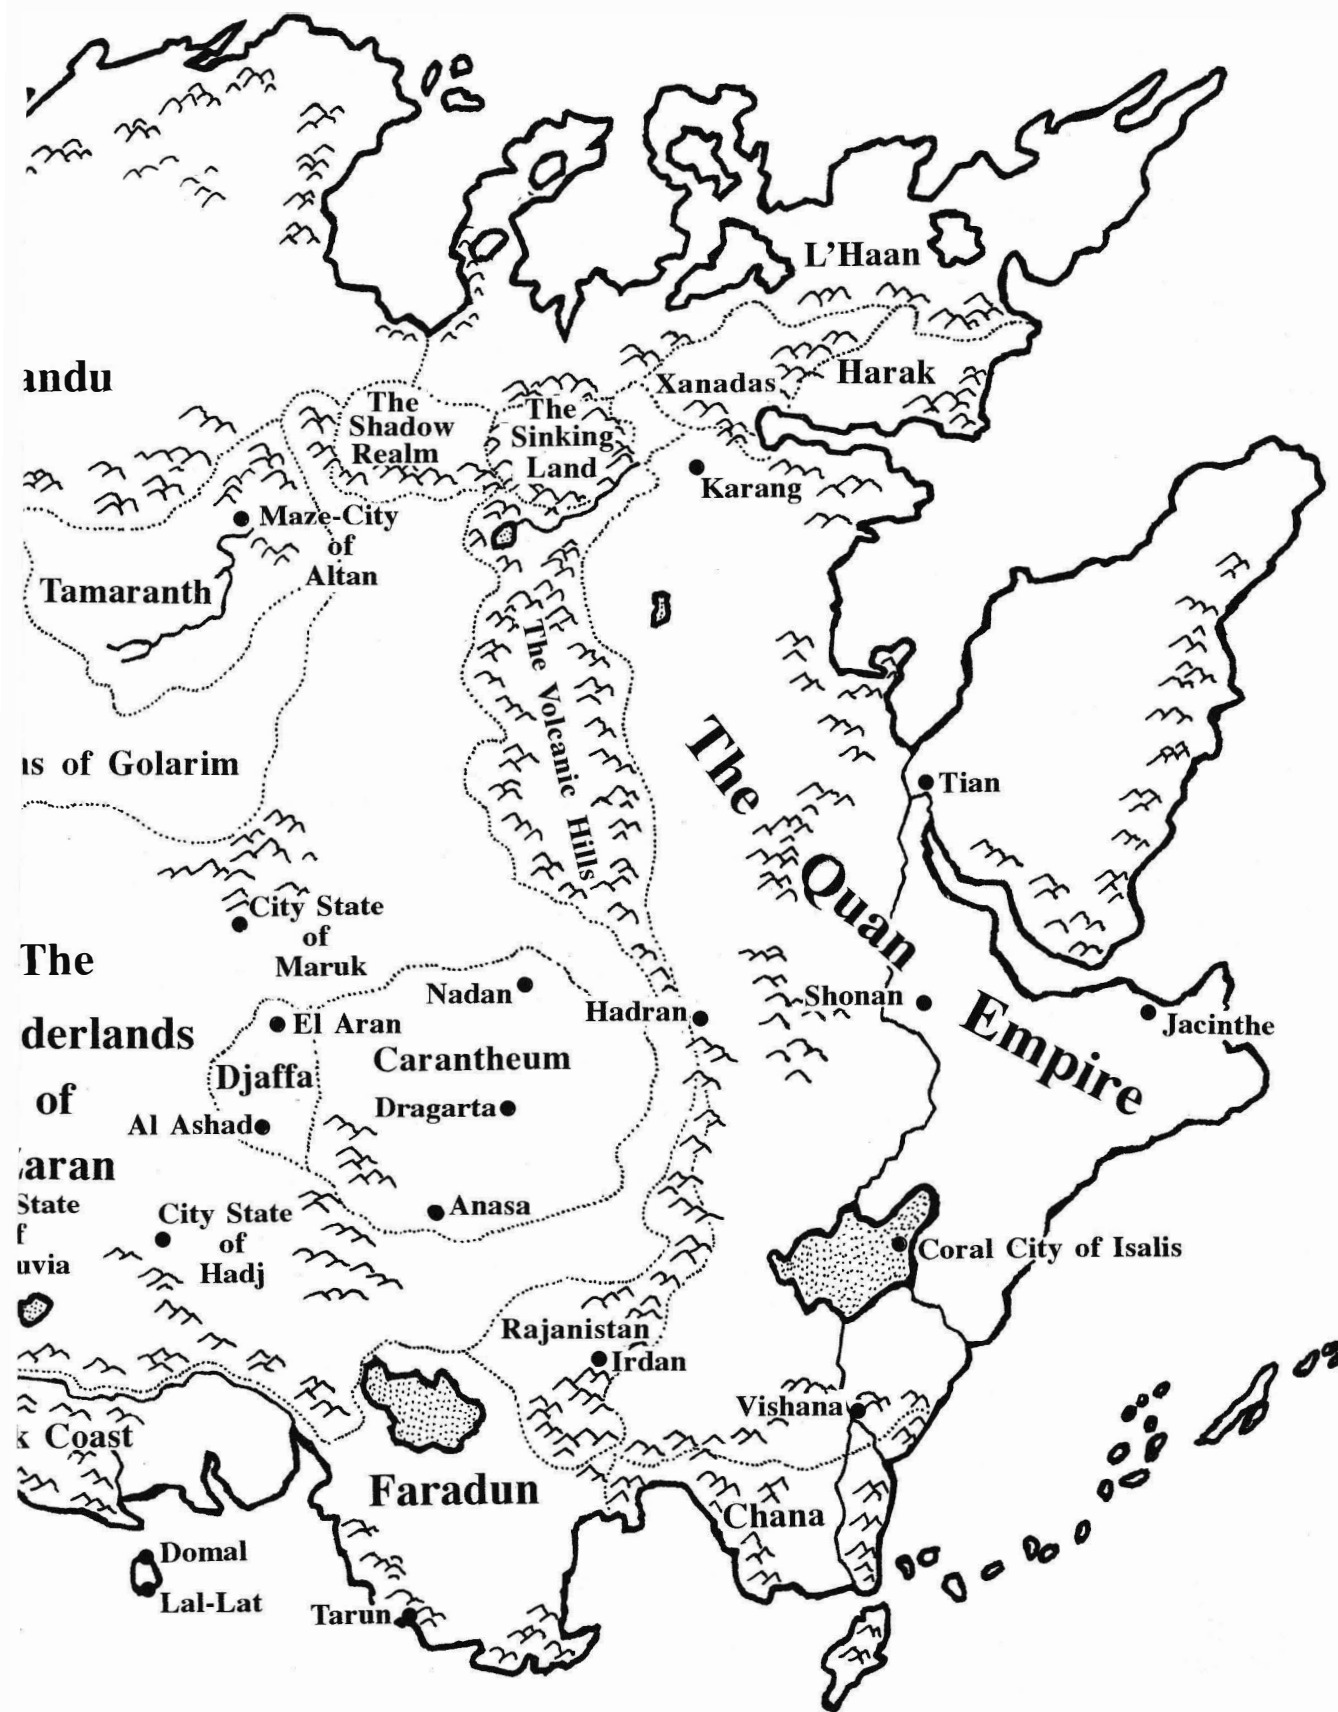 L'Haan
andu
Xanadas
Harak
The
Shadow
Realm
The
Sinking
Land
Karang
Maze-City
of
Altan
Tamaranth
The Volcanic Hills
as of Golarim
The
Quan
Empire
Tian
City State
of
Maruk
The
derlands
of
aran
Nadan
Hadran
Shonan
Jacinthe
El Aran
Carantheum
Djaffa
Dragarta
Al Ashad
State
f
uvia
City State
of
Hadj
Anasa
Coral City of Isalis
Rajanistan
Irdan
Vishana
k Coast
Faradun
Chana
Domal
Lal-Lat
Tarun